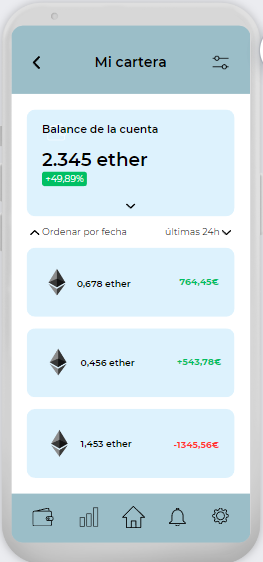 Mi cartera
Balance de la cuenta
2.345 ether
+49,89%
Ordenar por fecha últimas 24h
0,678 ether 764,45€
0,456 ether +543,78€
1,453 ether -1345,56€